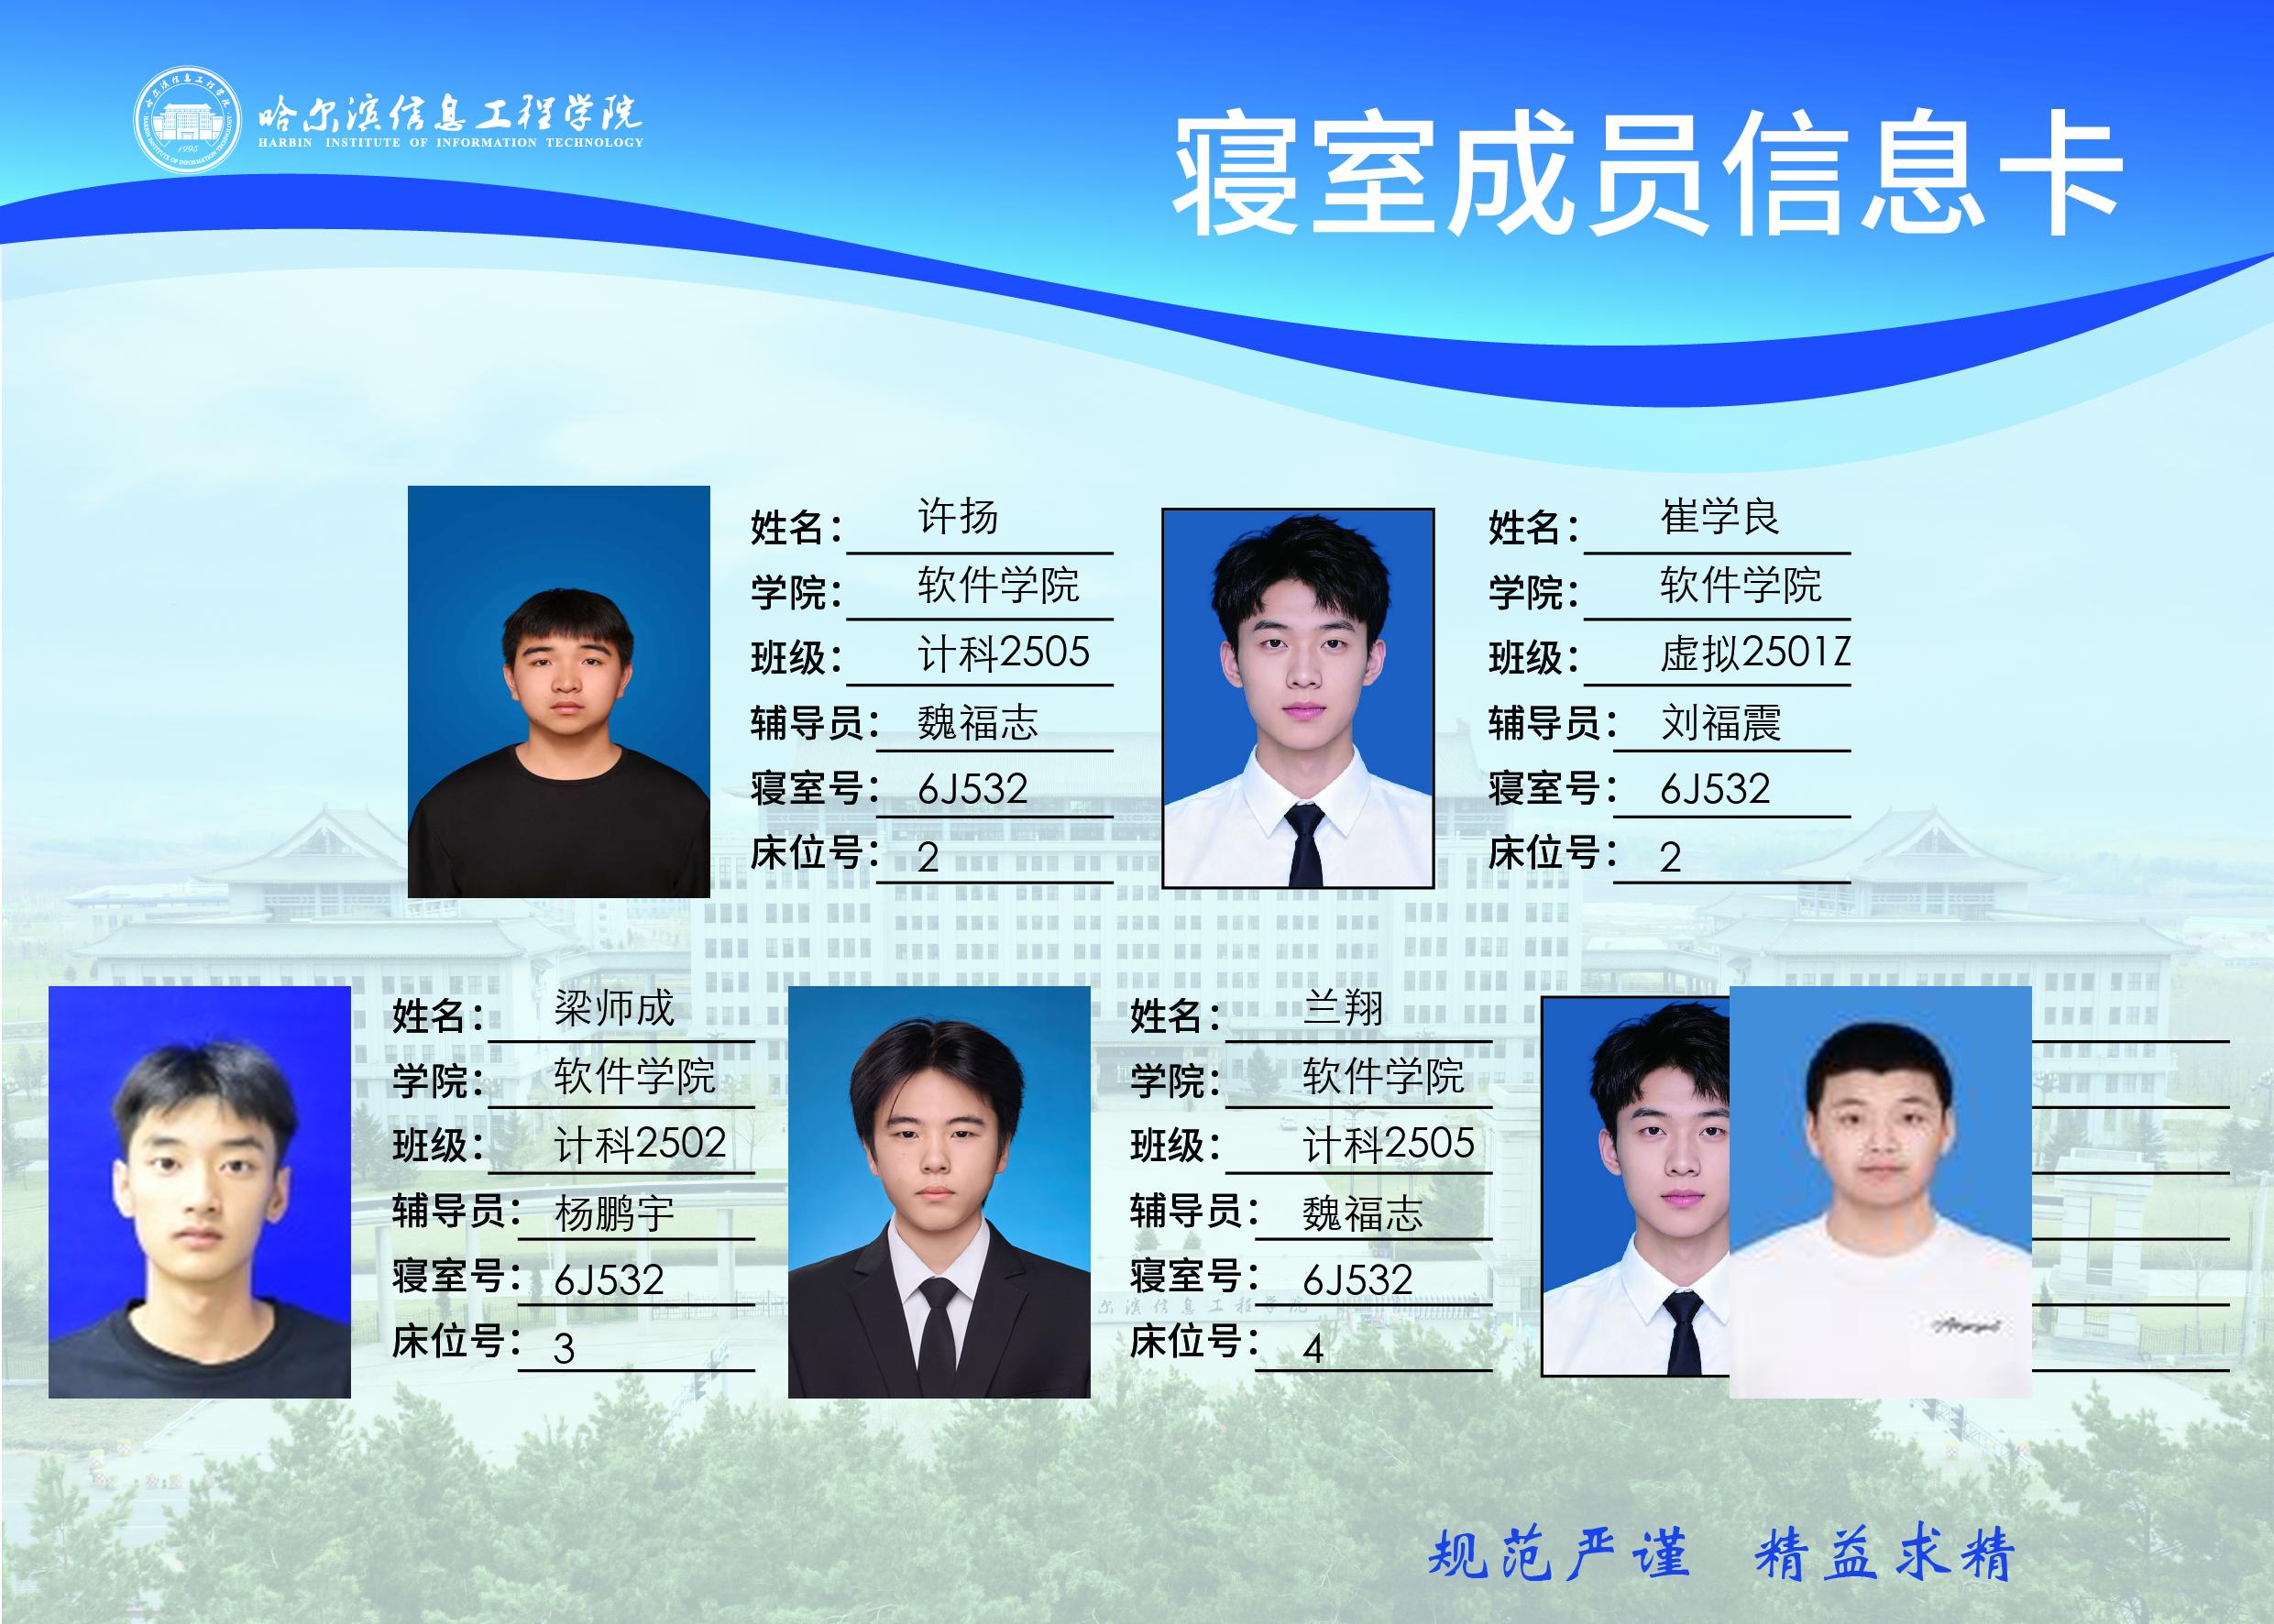 哈尔滨信息工程学院
HARBIN INSTITUTE OF INFORMATION TECHNOLOGY
1995
寝室成员信息卡
姓名： 许扬
学院： 软件学院
班级： 计科2505
辅导员： 魏福志
寝室号： 6J532
床位号： 2
姓名： 崔学良
学院： 软件学院
班级： 虚拟2501Z
辅导员： 刘福震
寝室号： 6J532
床位号： 2
姓名： 梁师成
学院： 软件学院
班级： 计科2502
辅导员： 杨鹏宇
寝室号： 6J532
床位号： 3
姓名： 兰翔
学院： 软件学院
班级： 计科2505
辅导员： 魏福志
寝室号： 6J532
床位号： 4
规范严谨 精益求精